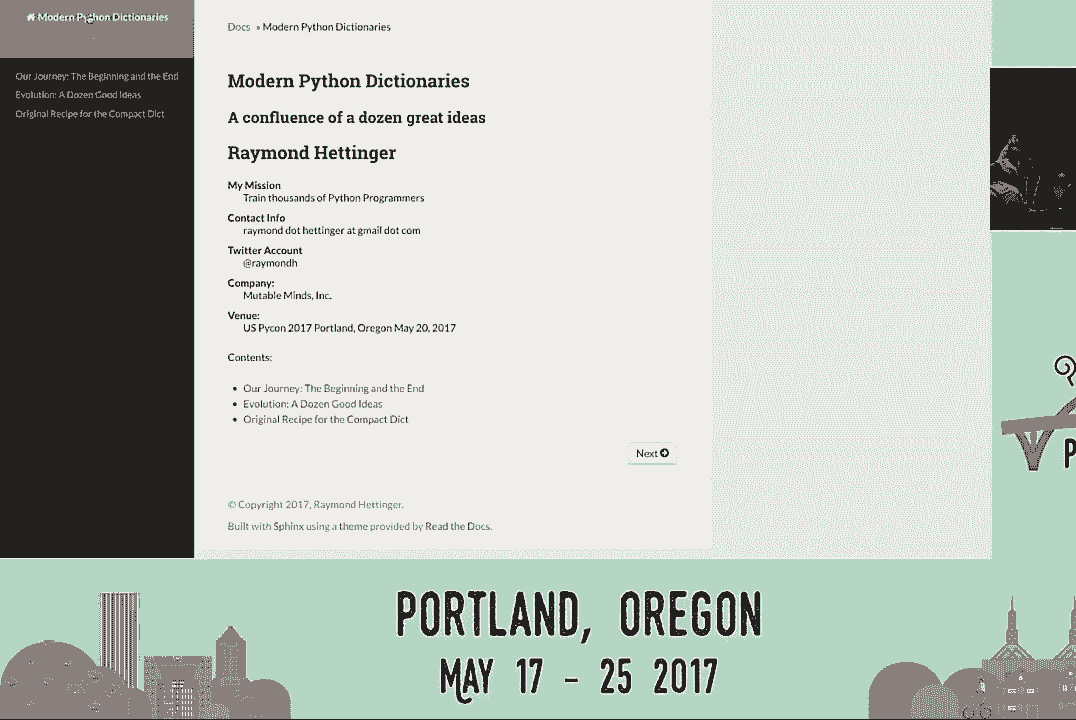 Modern Python Dictionaries
Our Journey: The Beginning and the End
Evolution: A Dozen Good Ideas
Original Recipe for the Compact Dict
Docs » Modern Python Dictionaries
Modern Python Dictionaries
A confluence of a dozen great ideas
Raymond Hettinger
My Mission
Train thousands of Python Programmers
Contact Info
raymond dot hettinger at gmail dot com
Twitter Account
@raymondh
Company:
Mutable Minds, Inc.
Venue:
US Pycon 2017 Portland, Oregon May 20, 2017
Contents:
• Our Journey: The Beginning and the End
• Evolution: A Dozen Good Ideas
• Original Recipe for the Compact Dict
Next
© Copyright 2017, Raymond Hettinger.
Built with Sphinx using a theme provided by Read the Docs.
P
PORTLAND, OREGON
MAY 17 - 25 2017